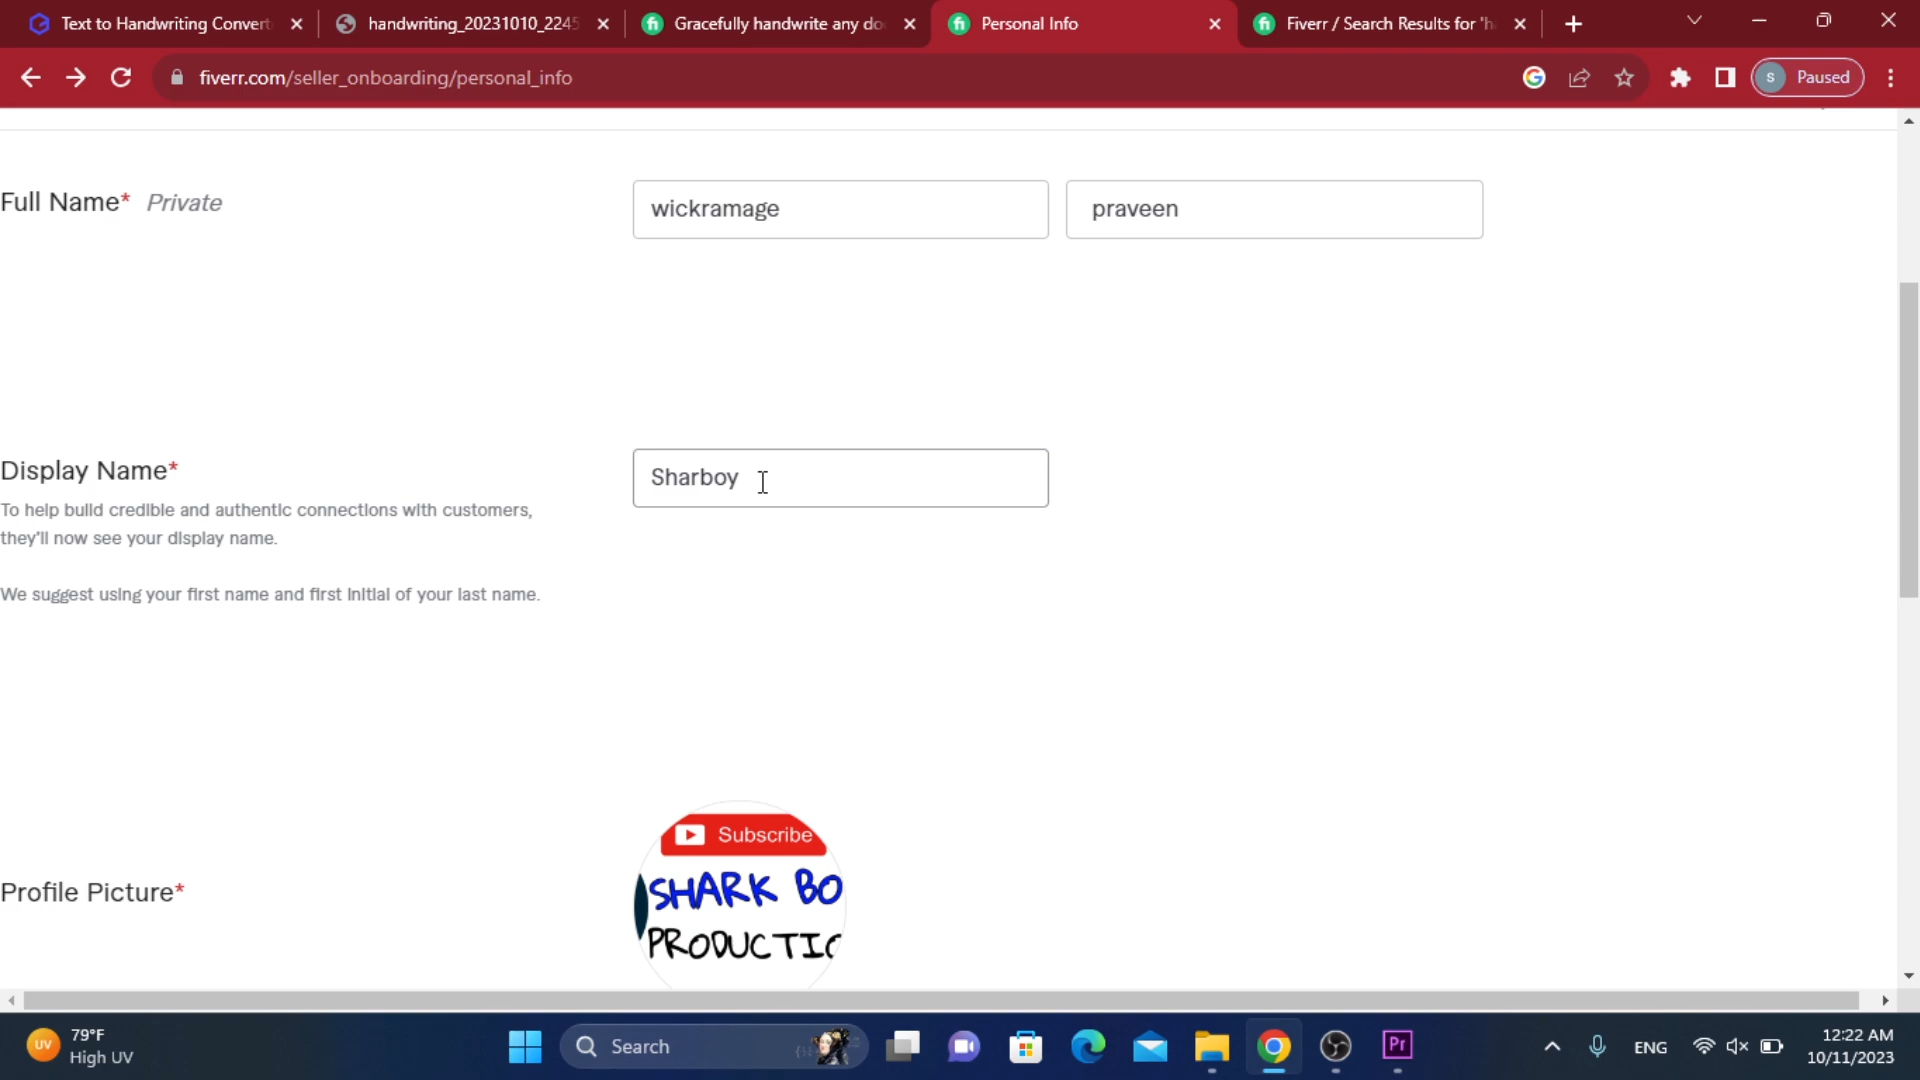 Text to Handwriting Convert
handwriting_20231010_2245
Gracefully handwrite any do
Personal Info
Fiverr / Search Results for 'h
fiverr.com/seller_onboarding/personal_info
S Paused
Full Name* Private
wickramage
praveen
Display Name*
Sharboy
To help build credible and authentic connections with customers,
they'll now see your display name.
We suggest using your first name and first initial of your last name.
Profile Picture*
Subscribe
SHARK BO
PRODUCTIO
UV
79°F
High UV
Search
Pr
ENG
12:22 AM
10/11/2023